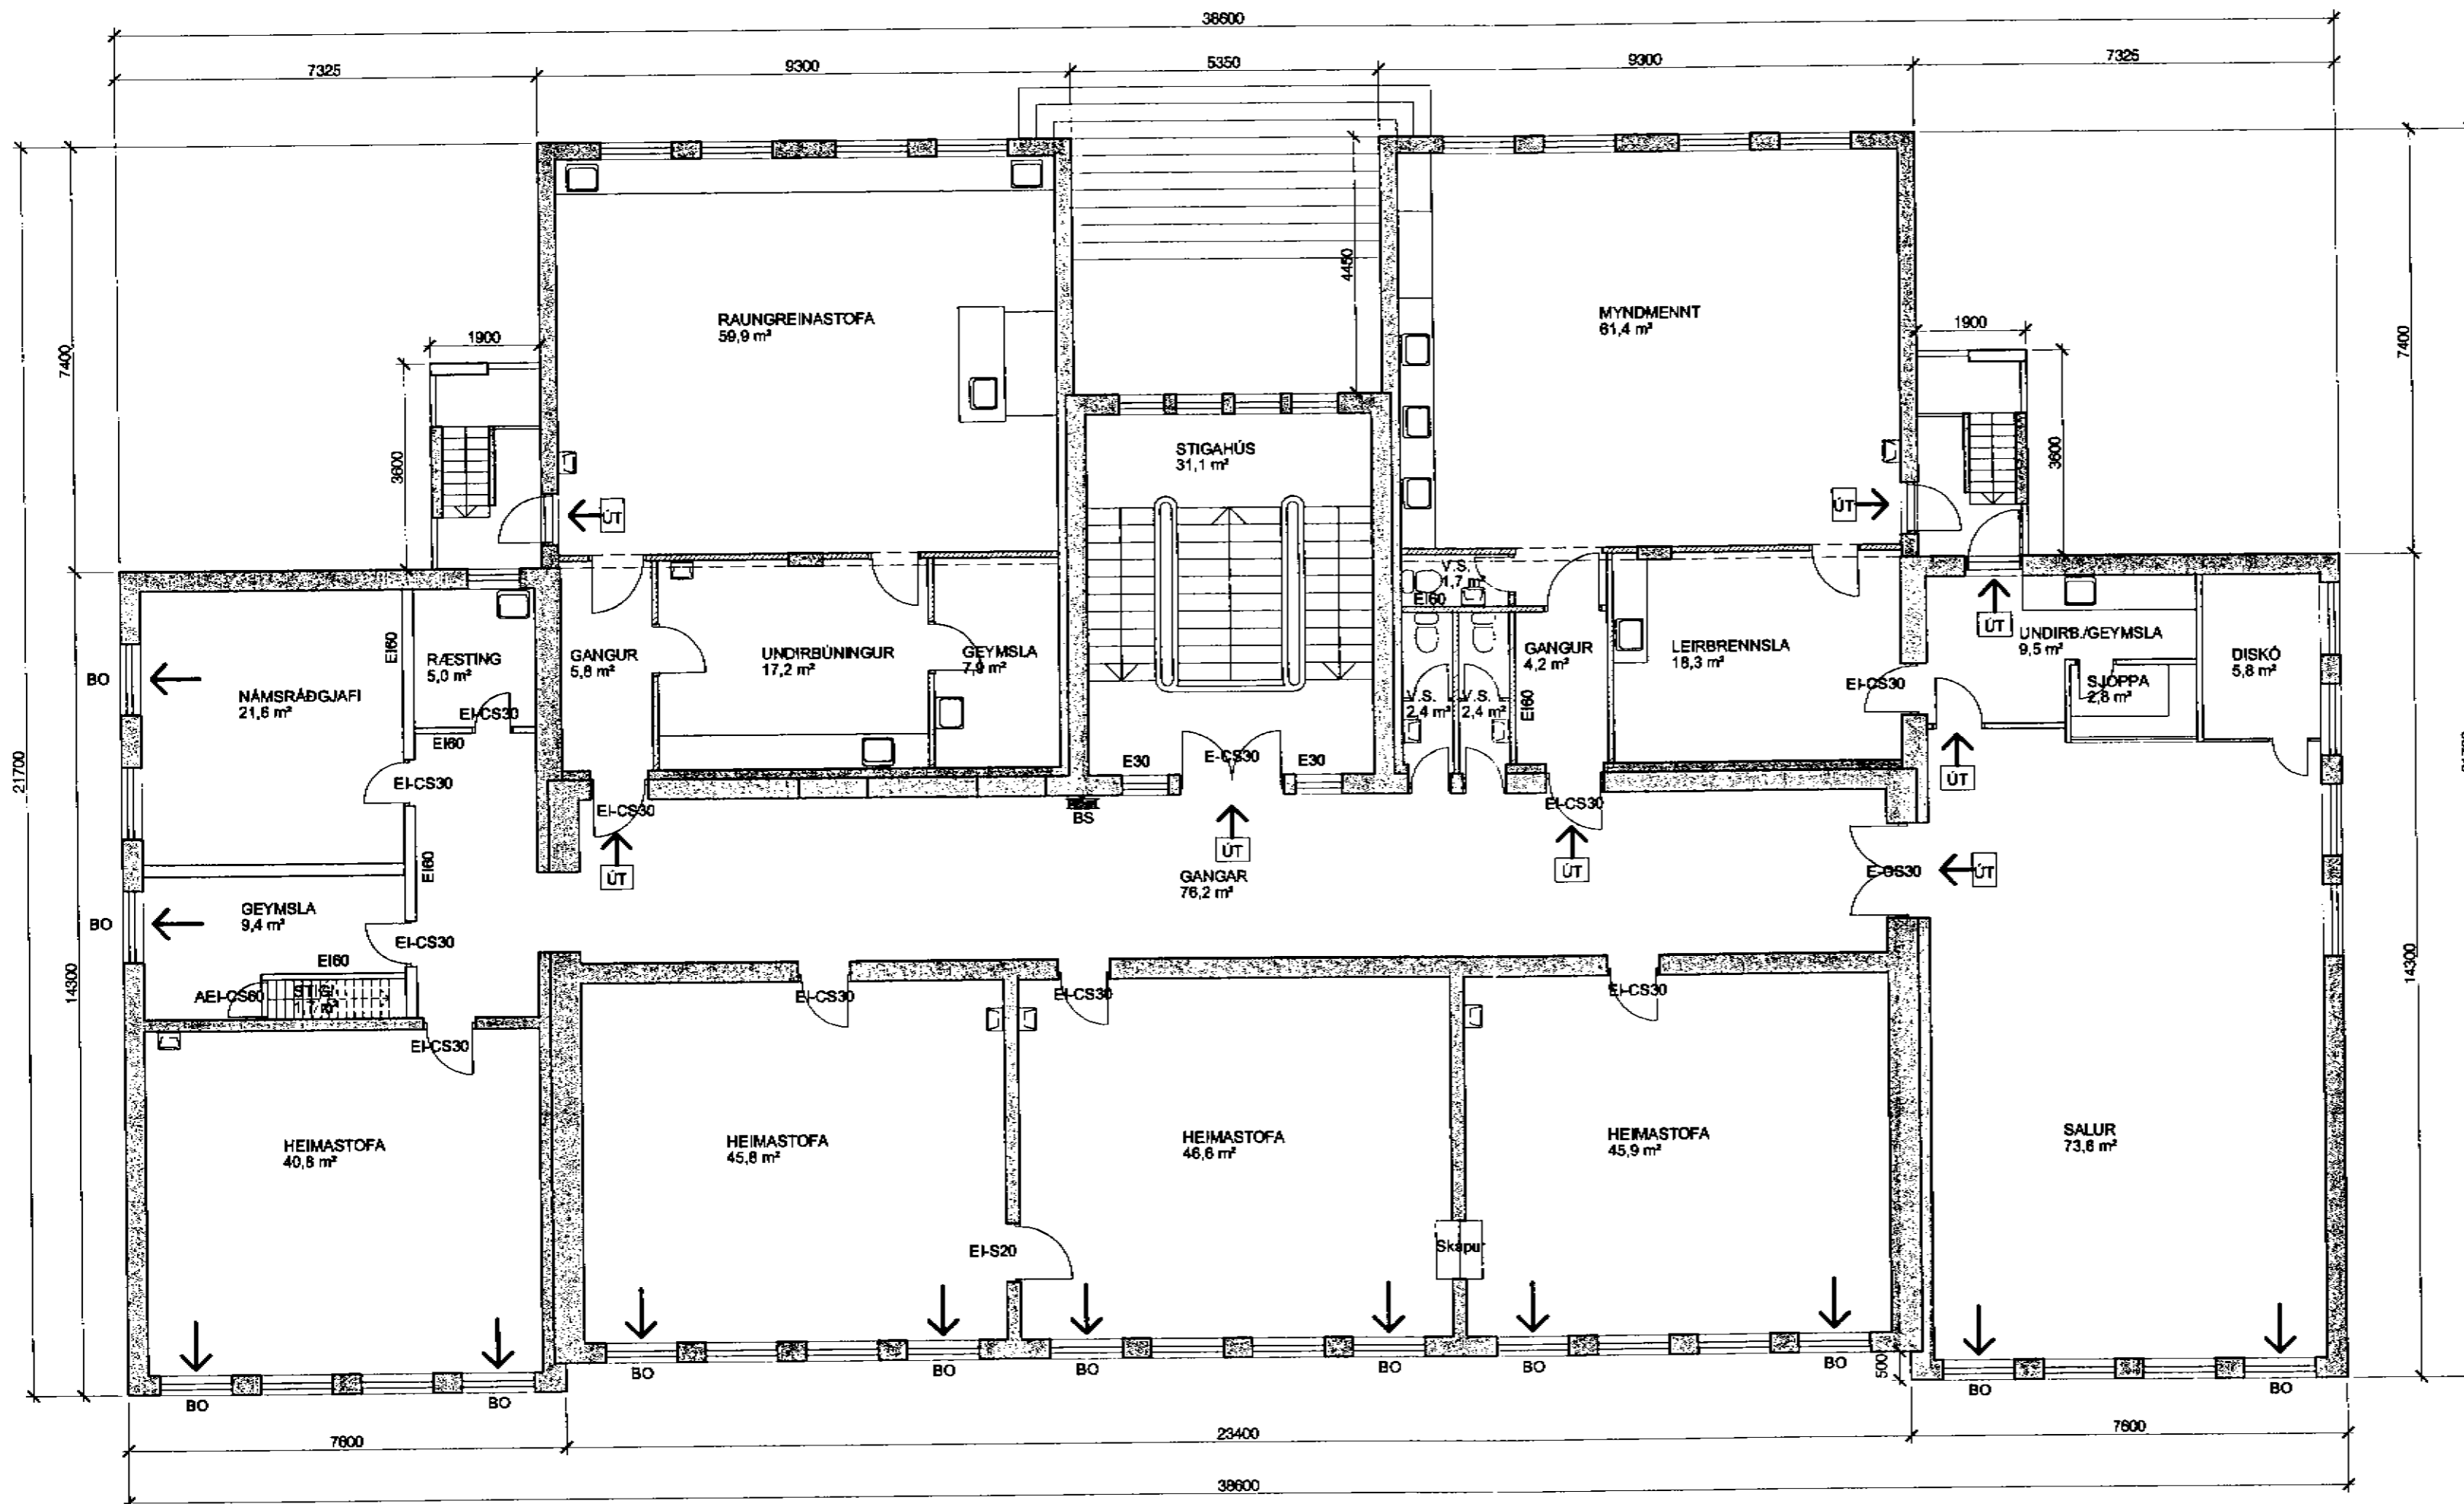 38600
7325
9300
5350
9300
7325
21700
7400
14300
1900
3600
4450
1900
3600
7400
14300
RAUNGREINASTOFA
59,9 m²
MYNDMENNT
61,4 m²
STIGAHÚS
31,1 m²
ÚT
ÚT
V.S.
1,7 m²
EI60
ÚT
BO
NÁMSRÁÐGJAFI
21,6 m²
EI60
RÆSTING
5,0 m²
EI-CS30
EI60
EI-CS30
GANGUR
5,8 m²
UNDIRBÚNINGUR
17,2 m²
GEYMSLA
7,9 m²
V.S.
2,4 m²
V.S.
2,4 m²
EI60
GANGUR
4,2 m²
LEIRBRENNSLA
18,3 m²
EI-CS30
UNDIRB./GEYMSLA
9,5 m²
SJOPPA
2,8 m²
DISKÓ
5,8 m²
E30
E-CS30
E30
ÚT
EI-CS30
BS
EI-CS30
ÚT
ÚT
ÚT
EI60
GANGAR
76,2 m²
E-CS30
ÚT
BO
GEYMSLA
9,4 m²
EI-CS30
EI60
AEI-CS60
EI-CS30
EI-CS30
EI-CS30
EI-CS30
HEIMASTOFA
40,8 m²
HEIMASTOFA
45,8 m²
HEIMASTOFA
46,6 m²
HEIMASTOFA
45,9 m²
SALUR
73,6 m²
EI-S20
Skápur
500
BO
BO
BO
BO
BO
BO
BO
BO
BO
BO
7600
23400
7600
38600